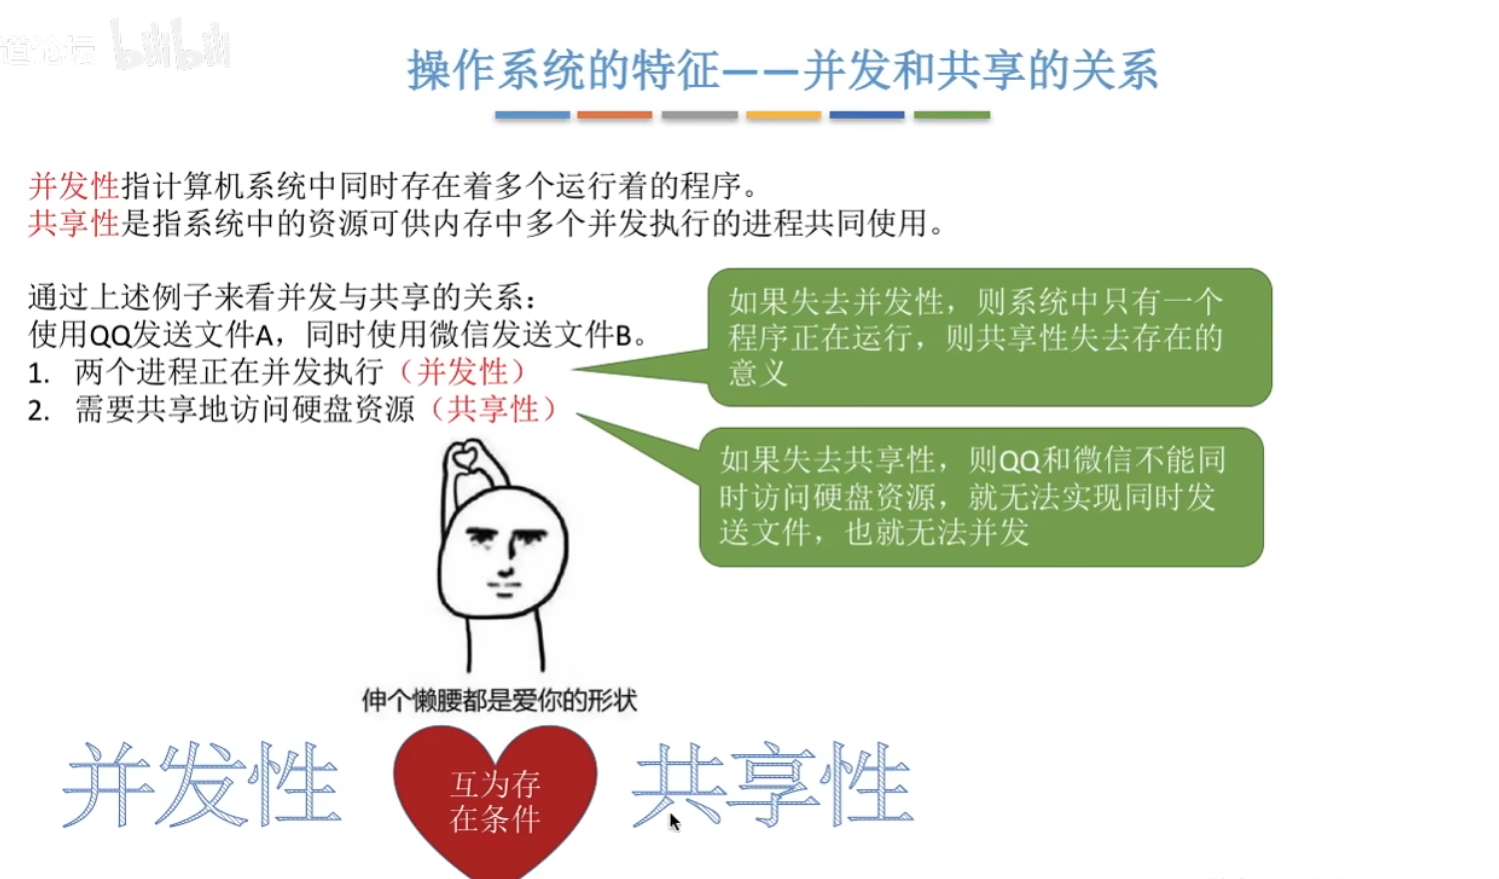 道论坛 bilibili
操作系统的特征——并发和共享的关系
并发性指计算机系统中同时存在着多个运行着的程序。
共享性是指系统中的资源可供内存中多个并发执行的进程共同使用。
通过上述例子来看并发与共享的关系：
使用QQ发送文件A，同时使用微信发送文件B。
1. 两个进程正在并发执行（并发性）
2. 需要共享地访问硬盘资源（共享性）
如果失去并发性，则系统中只有一个
程序正在运行，则共享性失去存在的
意义
如果失去共享性，则QQ和微信不能同
时访问硬盘资源，就无法实现同时发
送文件，也就无法并发
伸个懒腰都是爱你的形状
并发性
互为存
在条件
共享性